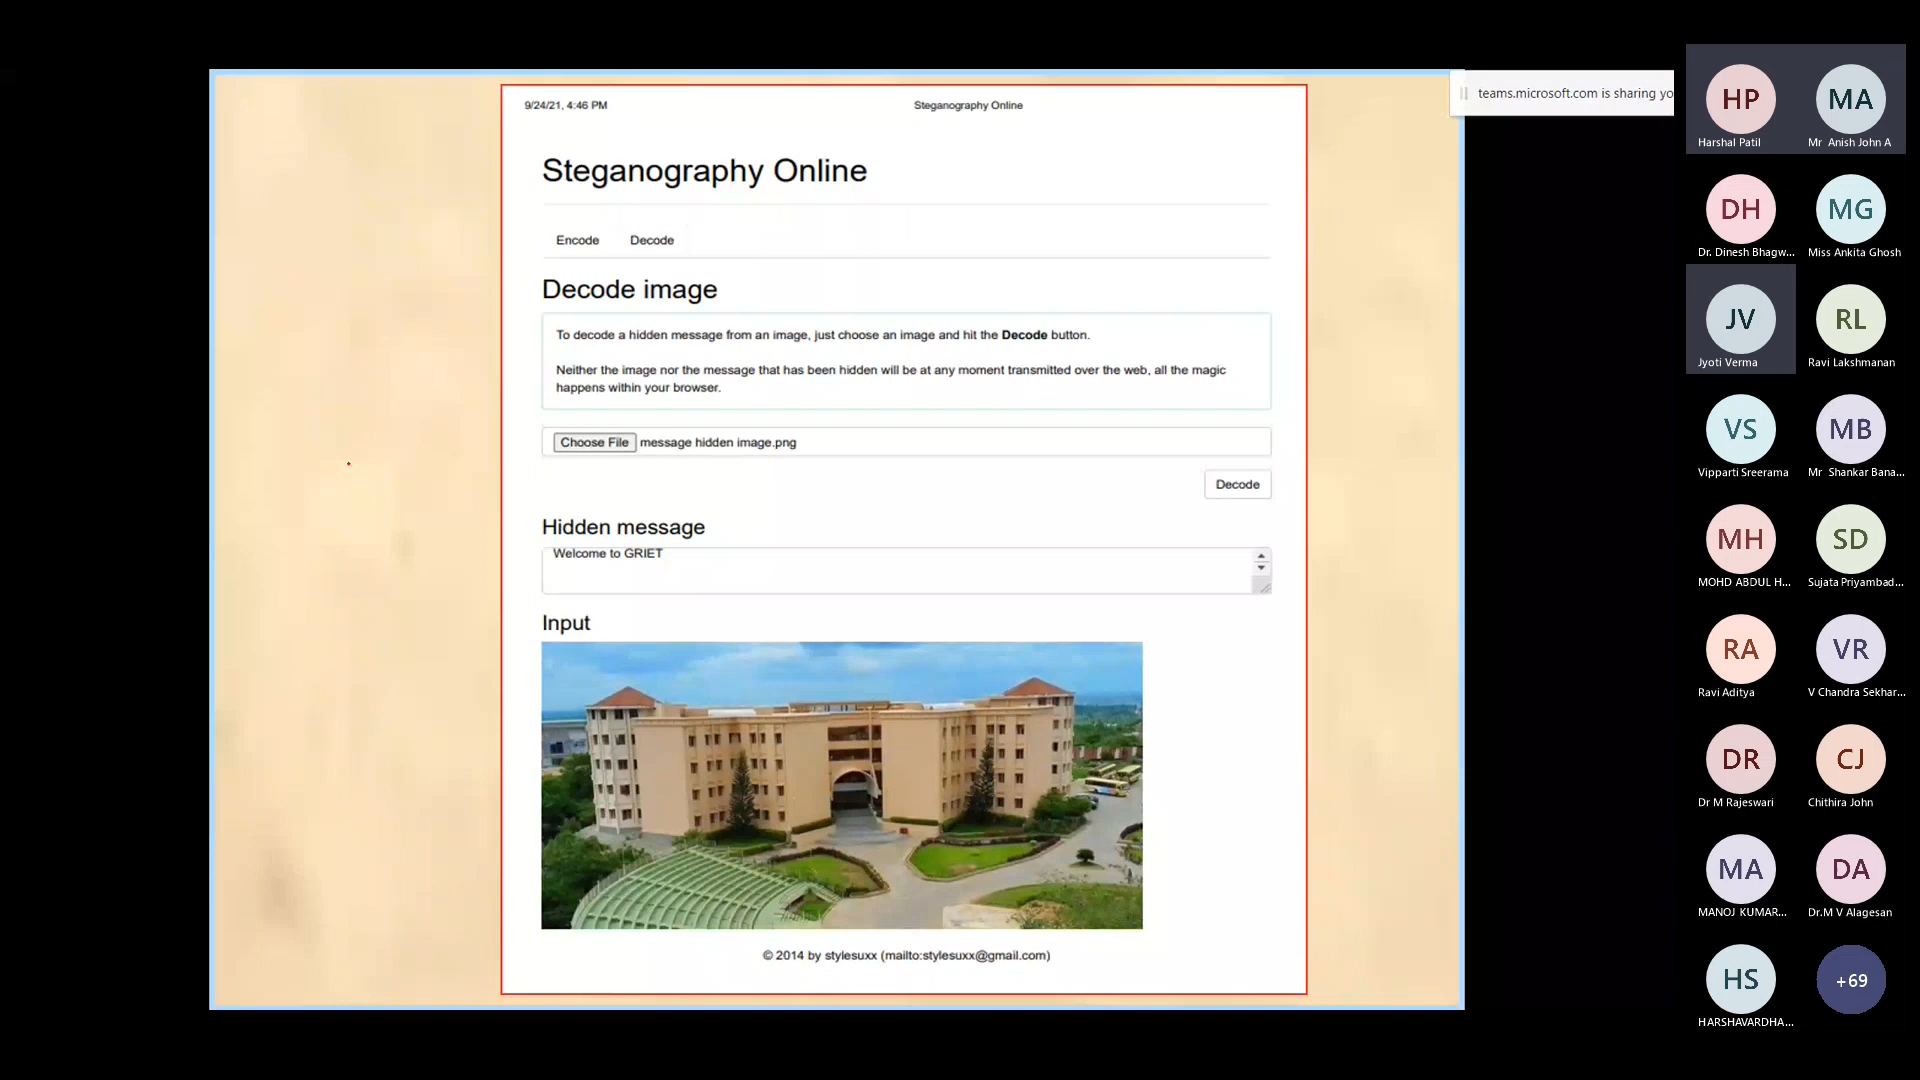 9/24/21, 4:46 PM
Steganography Online
Steganography Online
Encode
Decode
Decode image
To decode a hidden message from an image, just choose an image and hit the Decode button.
Neither the image nor the message that has been hidden will be at any moment transmitted over the web, all the magic
happens within your browser.
Choose File message hidden image.png
Decode
Hidden message
Welcome to GRIET
Input
© 2014 by stylesuxx (mailto:stylesuxx@gmail.com)
teams.microsoft.com is sharing yo
HP
MA
Harshal Patil
Mr Anish John A
DH
MG
Dr. Dinesh Bhagw...
Miss Ankita Ghosh
JV
RL
Jyoti Verma
Ravi Lakshmanan
VS
MB
Vipparti Sreerama
Mr Shankar Bana...
MH
SD
MOHD ABDUL H...
Sujata Priyambad...
RA
VR
Ravi Aditya
V Chandra Sekhar...
DR
CJ
Dr M Rajeswari
Chithira John
MA
DA
MANOJ KUMAR...
Dr.M V Alagesan
HS
+69
HARSHAVARDHA...